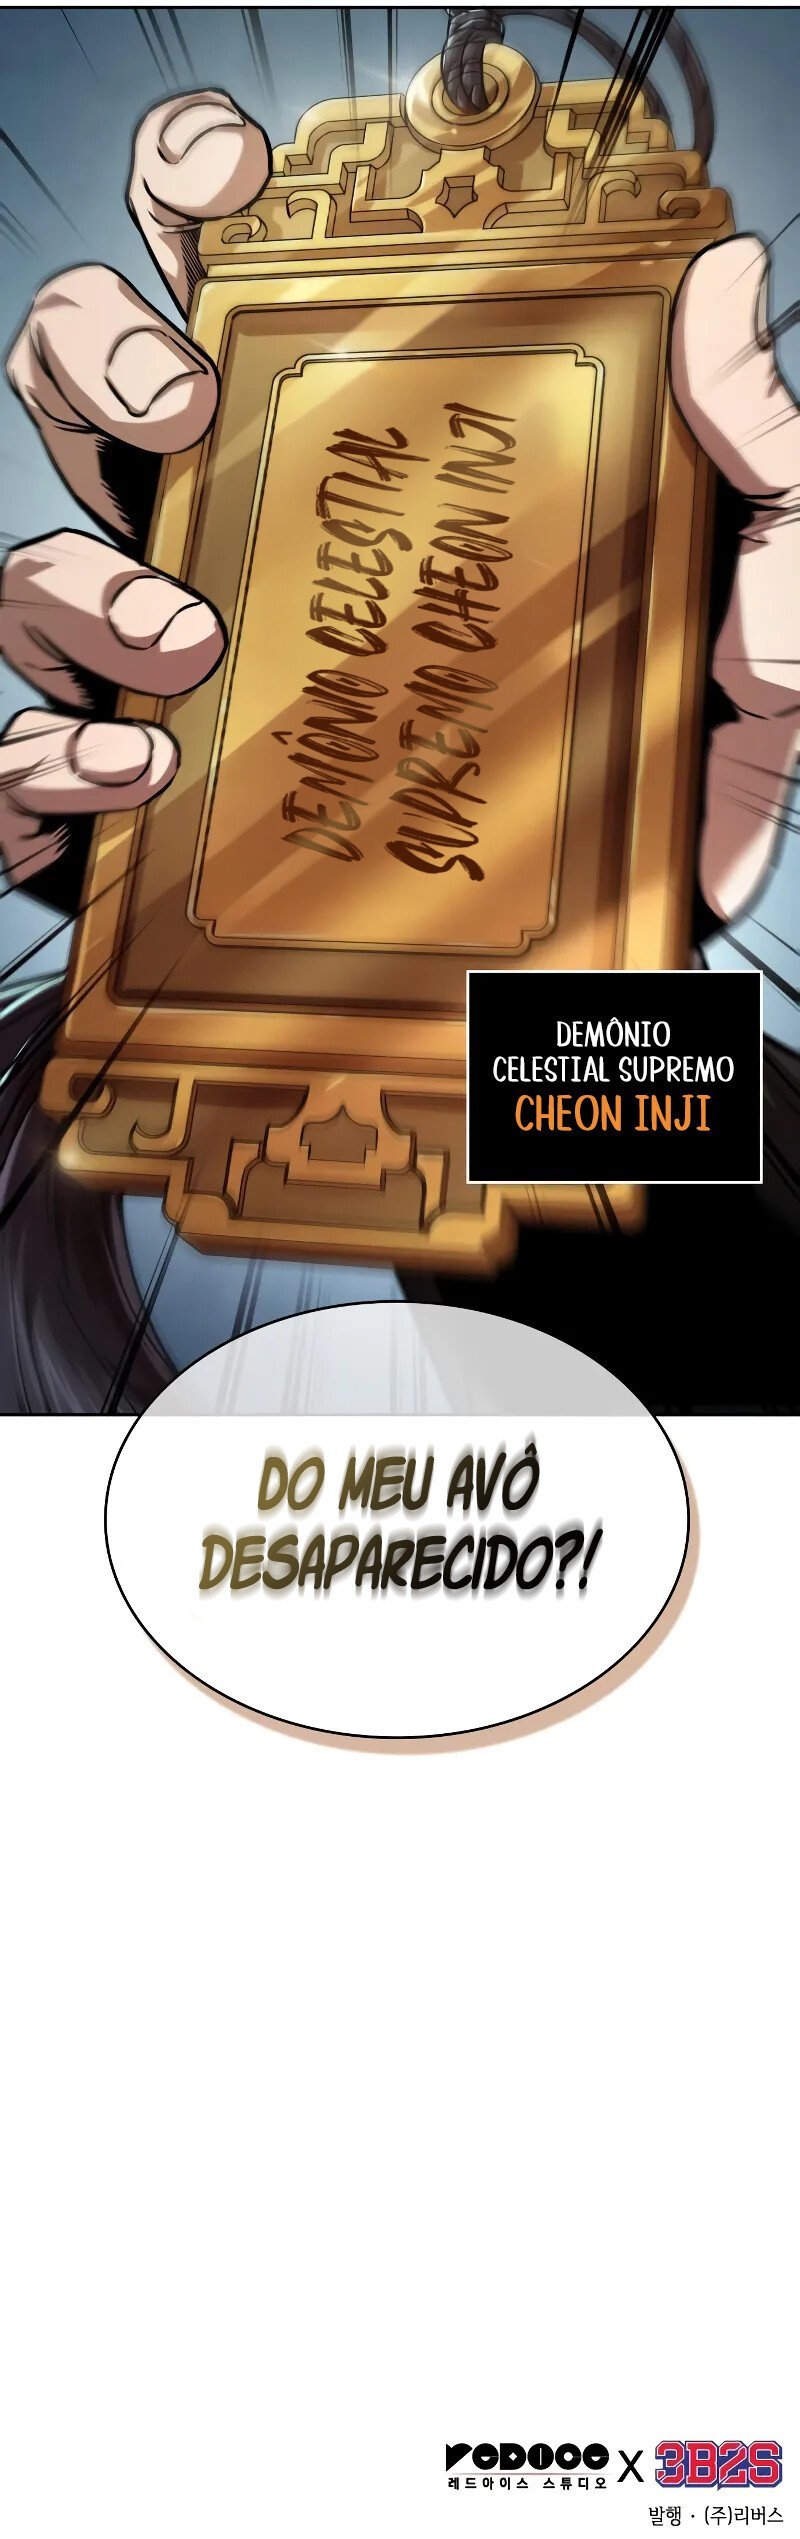 DEMÔNIO CELESTIAL
SUPREMO CHEON INJI
DEMÔNIO
CELESTIAL SUPREMO
CHEON INJI
DO MEU AVÔ
DESAPARECIDO?!
REDICE X 3B2S
레드아이스 스튜디오
발행 · (주)리버스